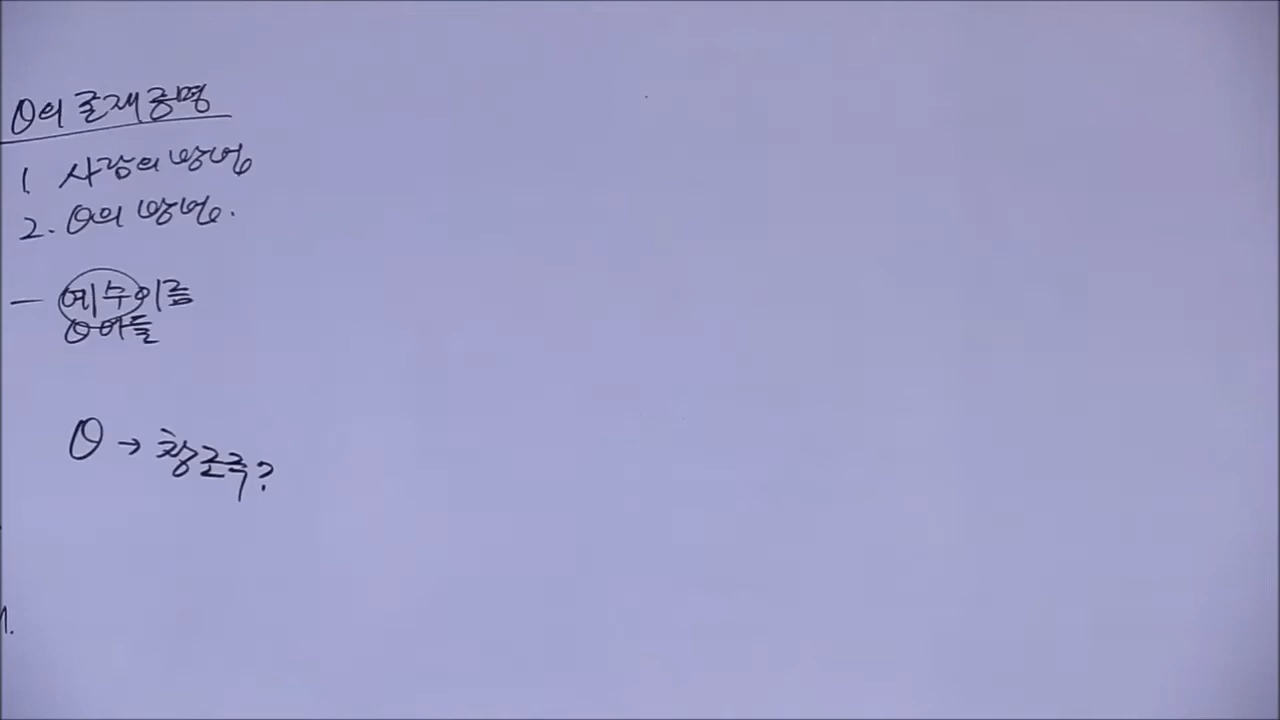 θ의 존재증명
1. 사람의 방법
2. θ의 방법.
— 예수이름
θ아들
θ → 창조주?
1.